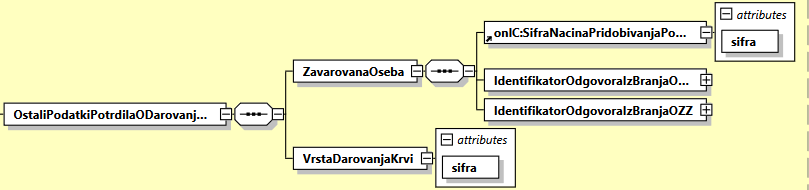 attributes
onIC:SifraNacinaPridobivanjaPo...
sifra
ZavarovanaOseba
IdentifikatorOdgovoraIzBranjaO...
OstaliPodatkiPotrdilaODarovanj...
IdentifikatorOdgovoraIzBranjaOZZ
attributes
VrstaDarovanjaKrvi
sifra